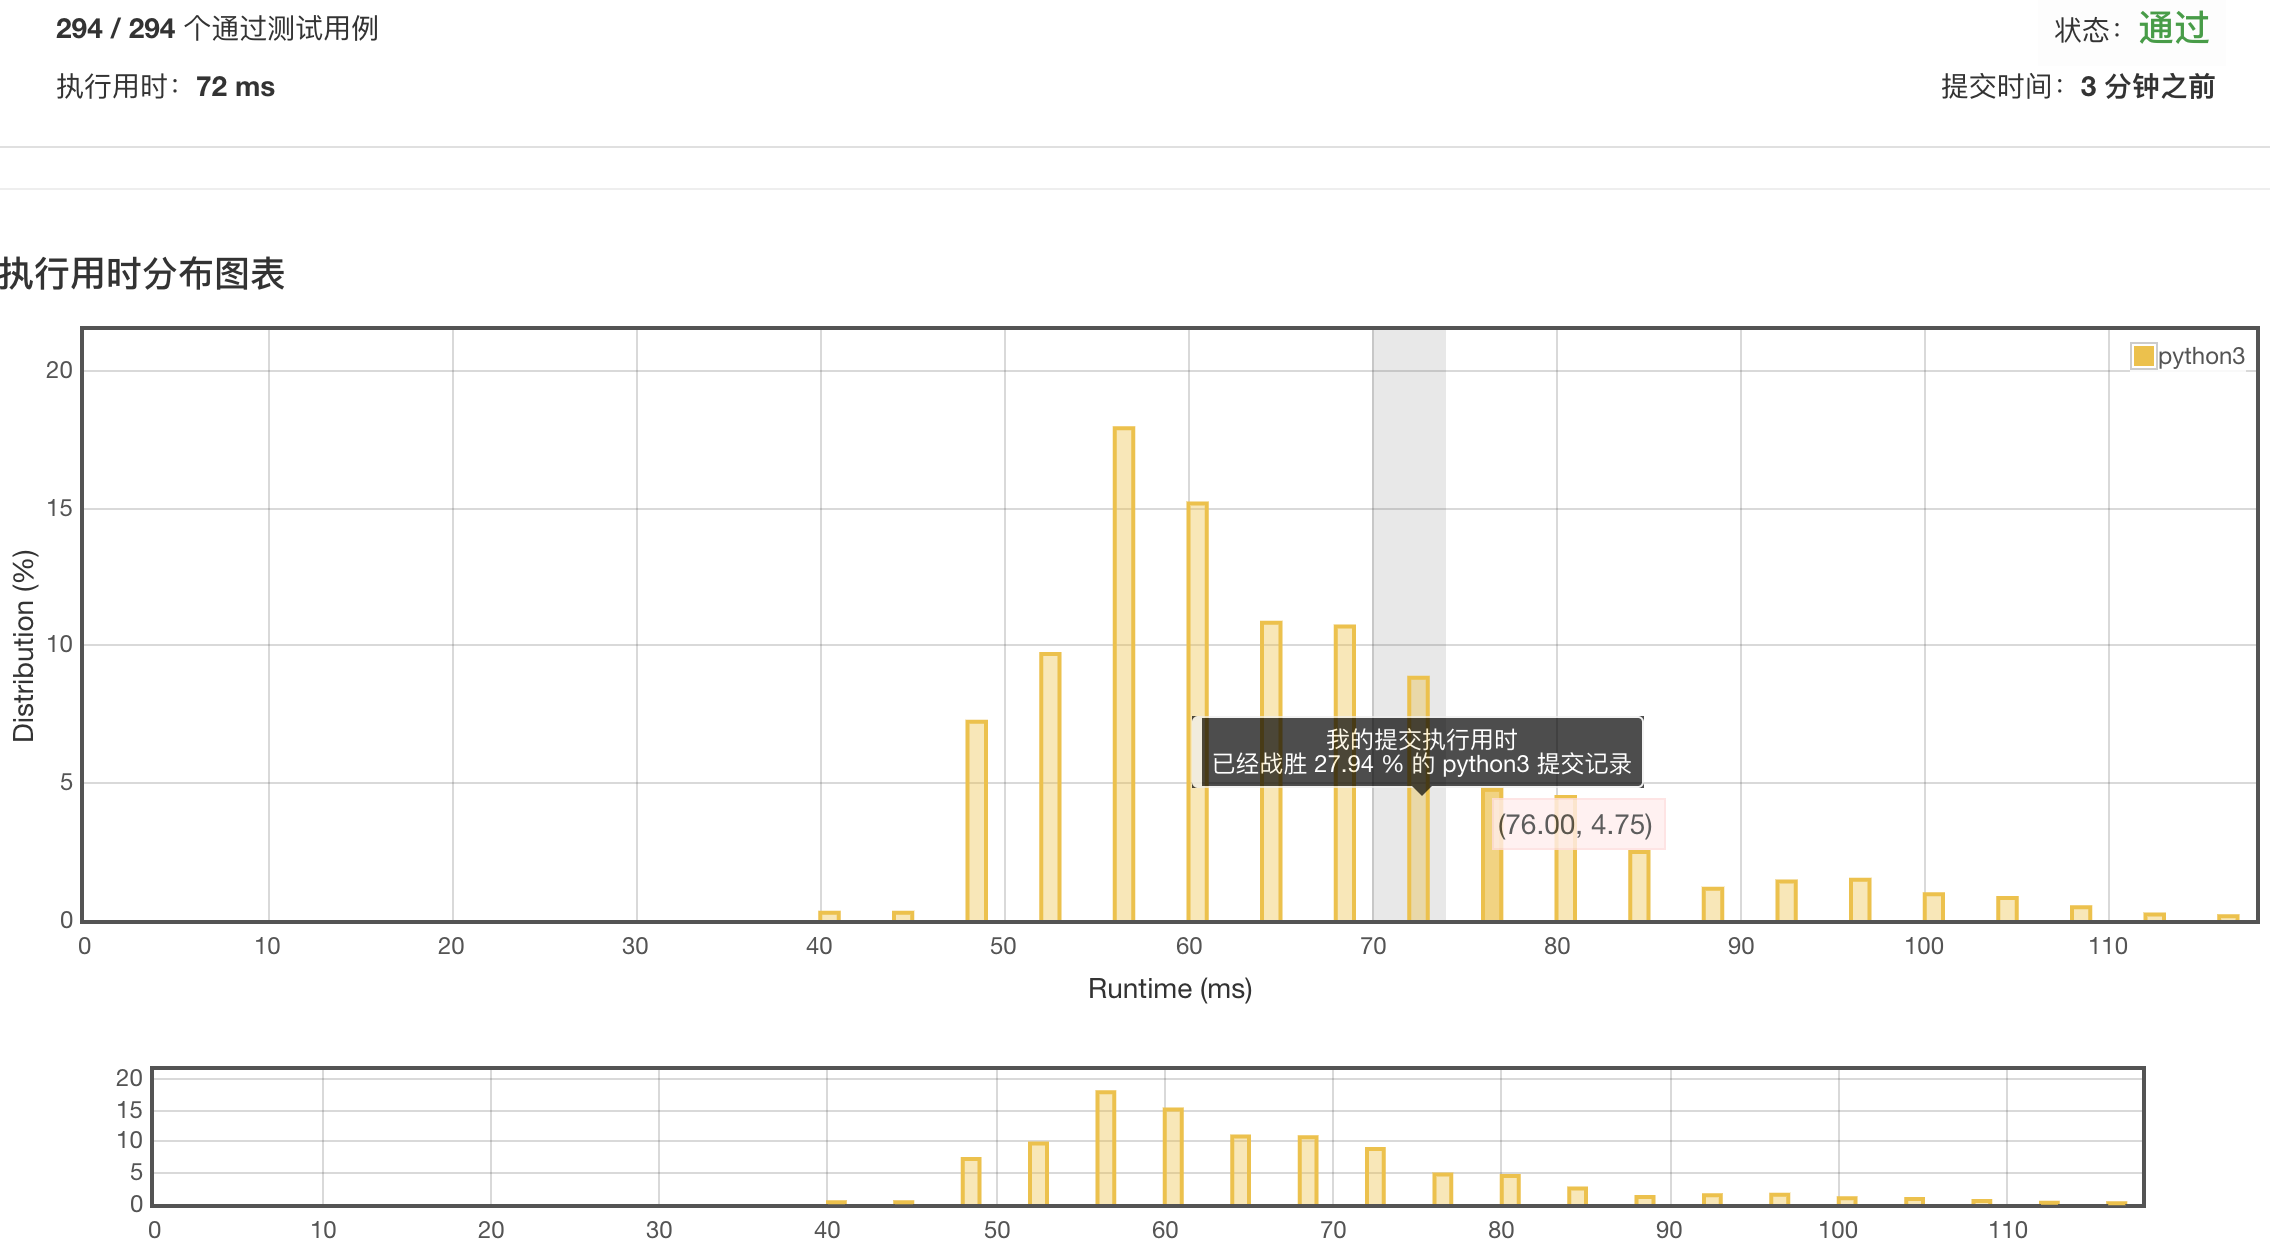 294 / 294 个通过测试用例
状态：通过
执行用时：72 ms
提交时间：3 分钟之前
执行用时分布图表
20
15
10
5
0
Distribution (%)
python3
我的提交执行用时
已经战胜 27.94 % 的 python3 提交记录
(76.00, 4.75)
0 10 20 30 40 50 60 70 80 90 100 110
Runtime (ms)
20
15
10
5
0
0 10 20 30 40 50 60 70 80 90 100 110